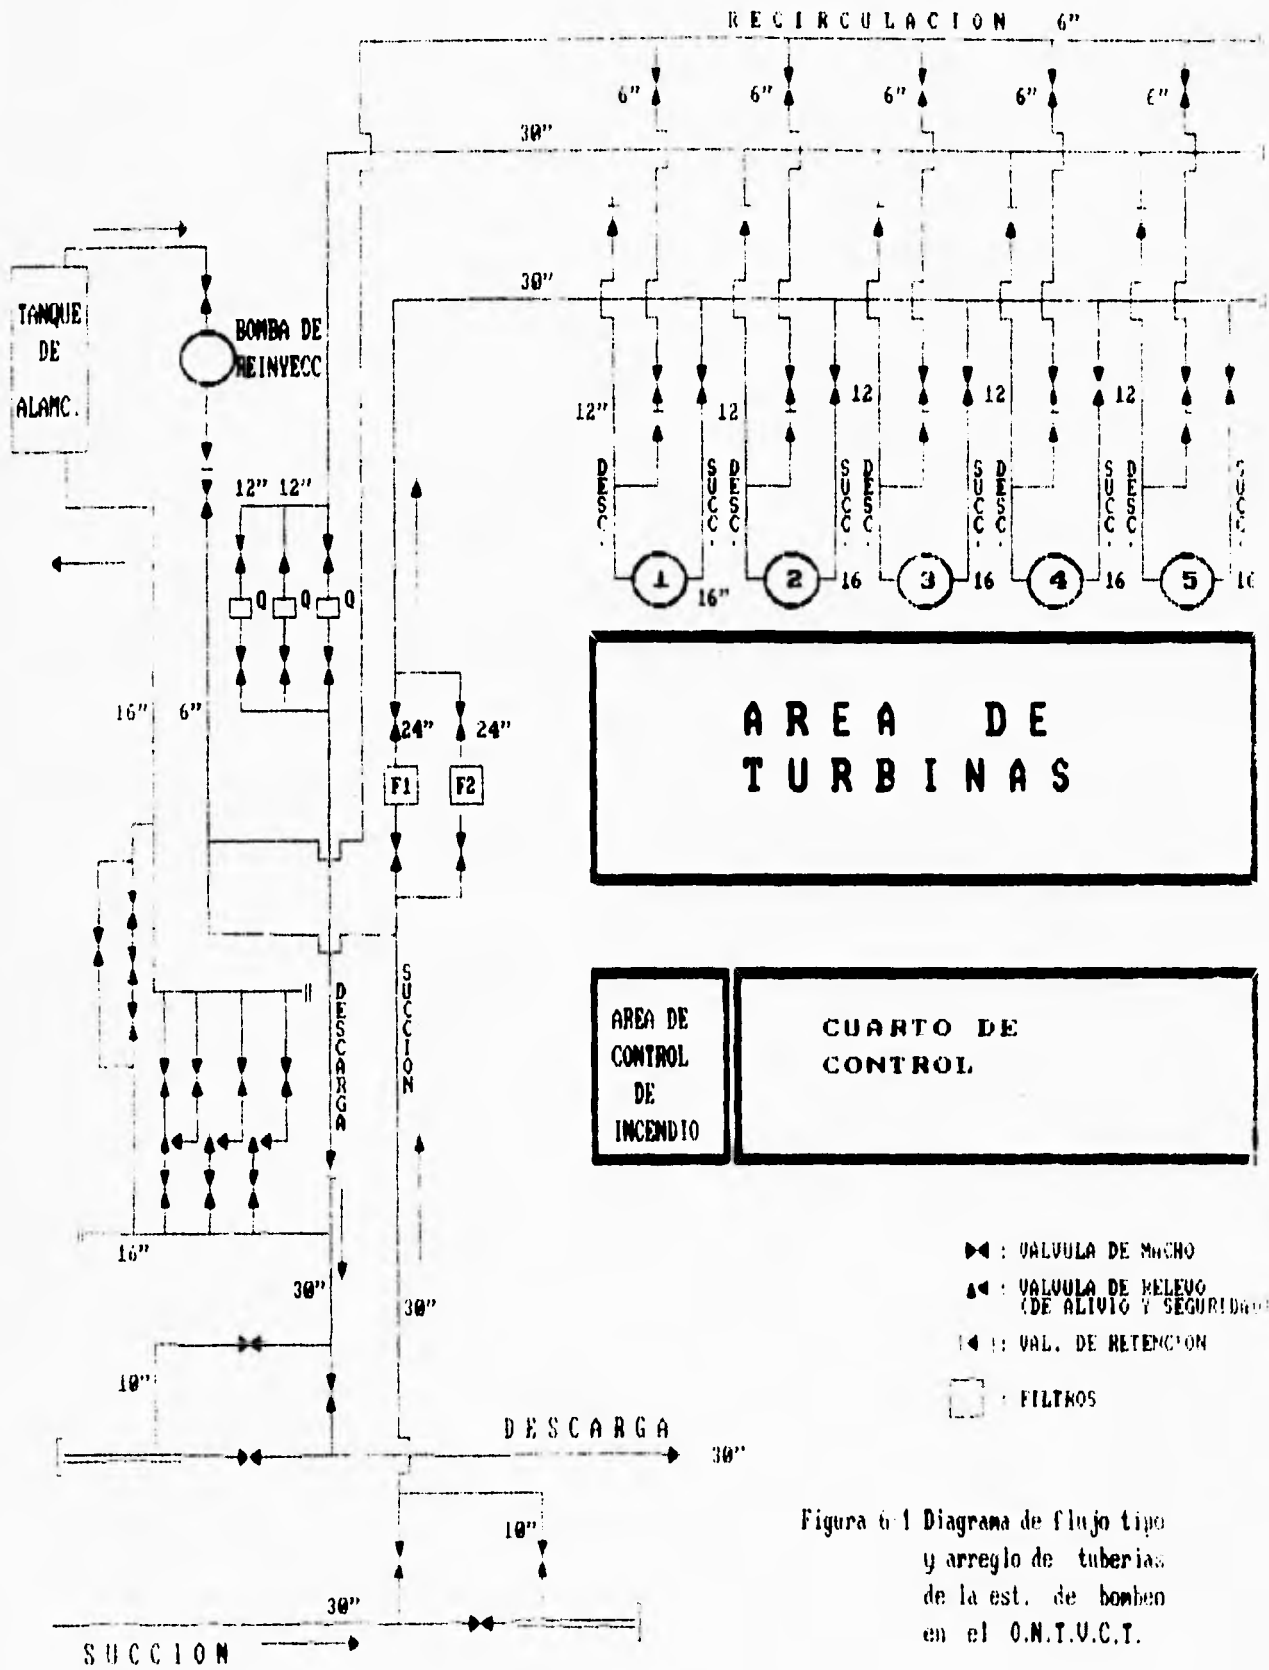 RECIRCULACION 6"
6" 6" 6" 6" 6"
30"
30"
TANQUE
DE
ALAMC.
BOMBA DE
REINYECC
12" 12 12 12 12
12" 12"
DESC. SUCC. DESC. SUCC. DESC. SUCC. DESC. SUCC. DESC. SUCC.
1 2 3 4 5
16" 16 16 16 16
Q Q Q
16" 6"
24" 24"
F1 F2
AREA DE
TURBINAS
DESCARGA
SUCCION
AREA DE
CONTROL
DE
INCENDIO
CUARTO DE
CONTROL
16"
30"
30"
10"
: VALVULA DE MACHO
: VALVULA DE RELEVO
(DE ALIVIO Y SEGURIDAD
: VAL. DE RETENCION
: FILTROS
DESCARGA 30"
10"
30"
SUCCION
Figura 6-1 Diagrama de flujo tipo
y arreglo de tuberias
de la est. de bombeo
en el O.N.T.V.C.T.